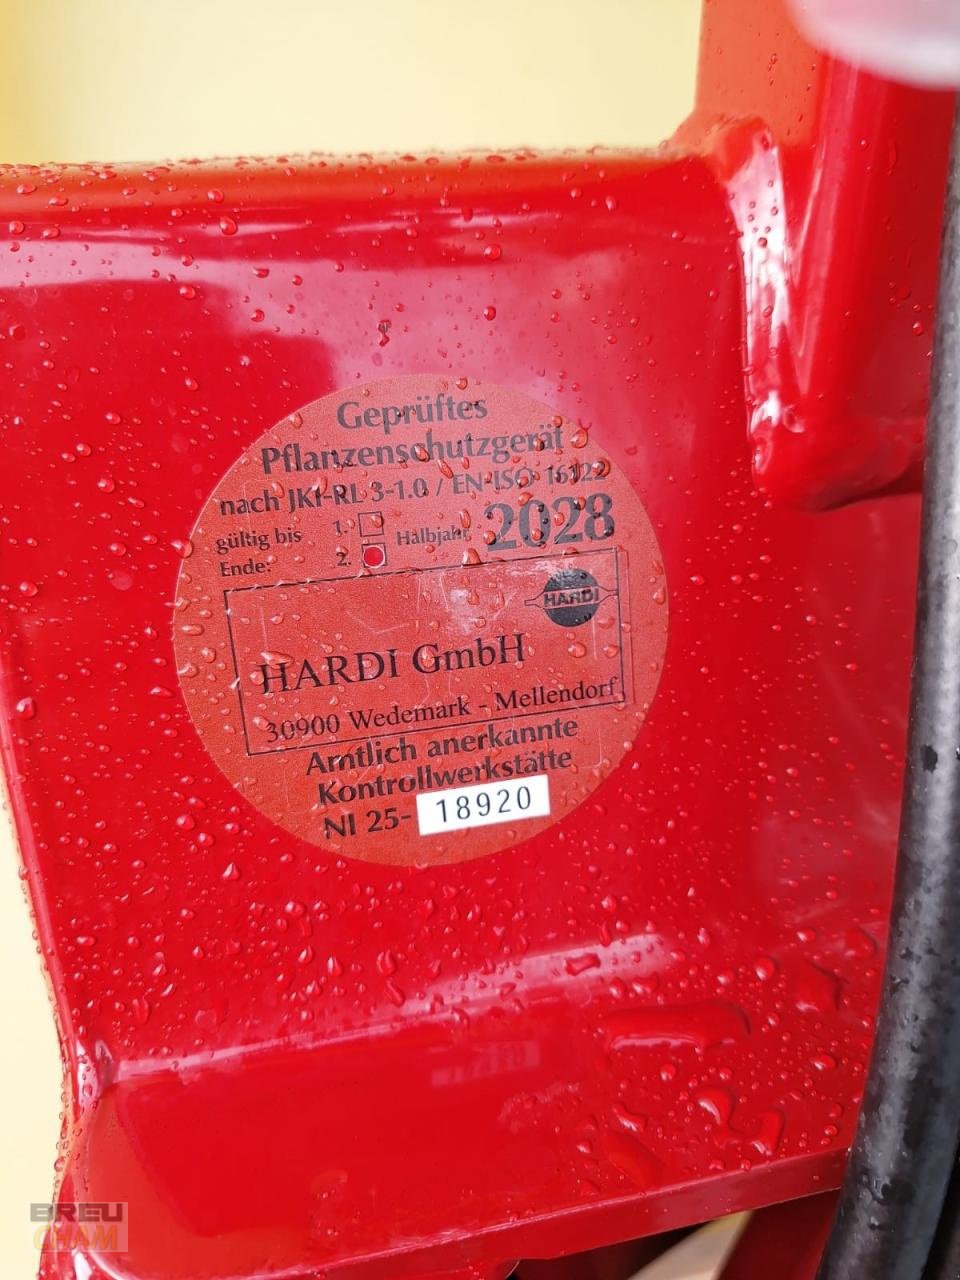 Geprüftes
Pflanzenschutzgerät
nach JKI-RL 3-1.0 / EN-ISO 16122
gültig bis 1. Halbjahr 2028
Ende: 2.
HARDI
HARDI GmbH
30900 Wedemark - Mellendorf
Amtlich anerkannte
Kontrollwerkstätte
NI 25- 18920
BREU
CHAM